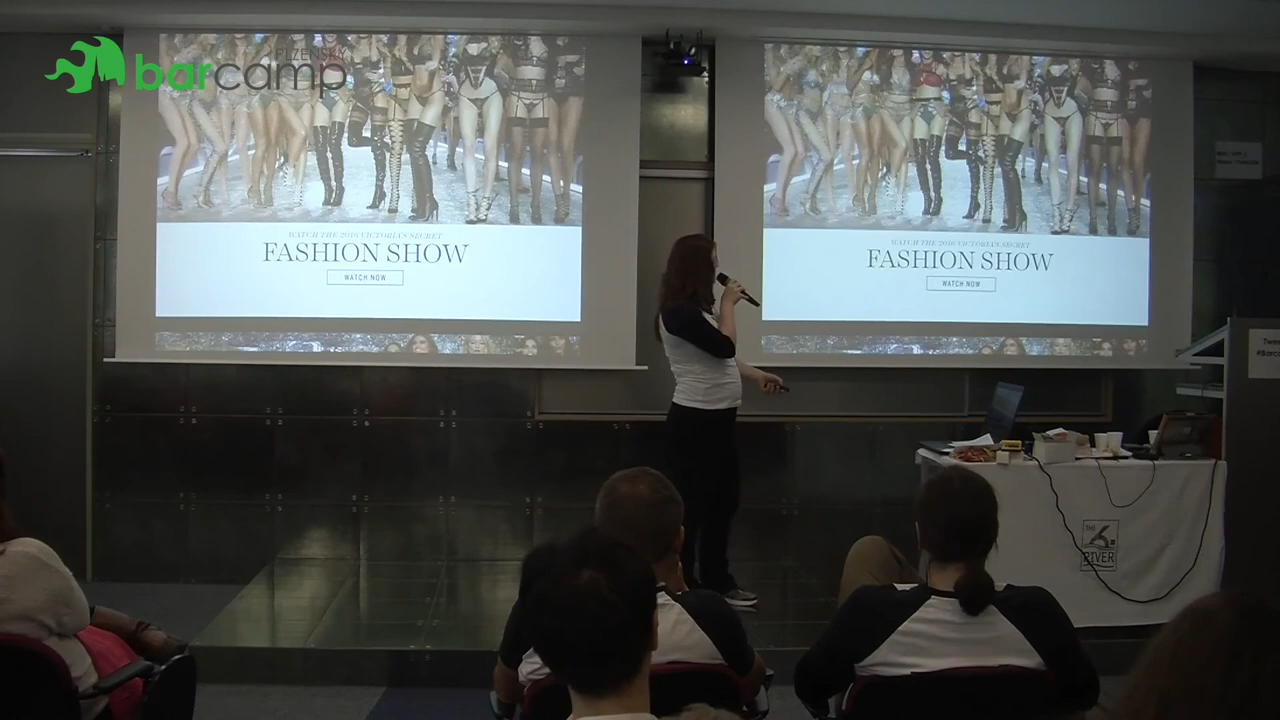 PLZEŇSKÝ
barcamp
WATCH THE 2016 VICTORIA'S SECRET
FASHION SHOW
WATCH NOW
WATCH THE 2016 VICTORIA'S SECRET
FASHION SHOW
WATCH NOW
THE
RIVER